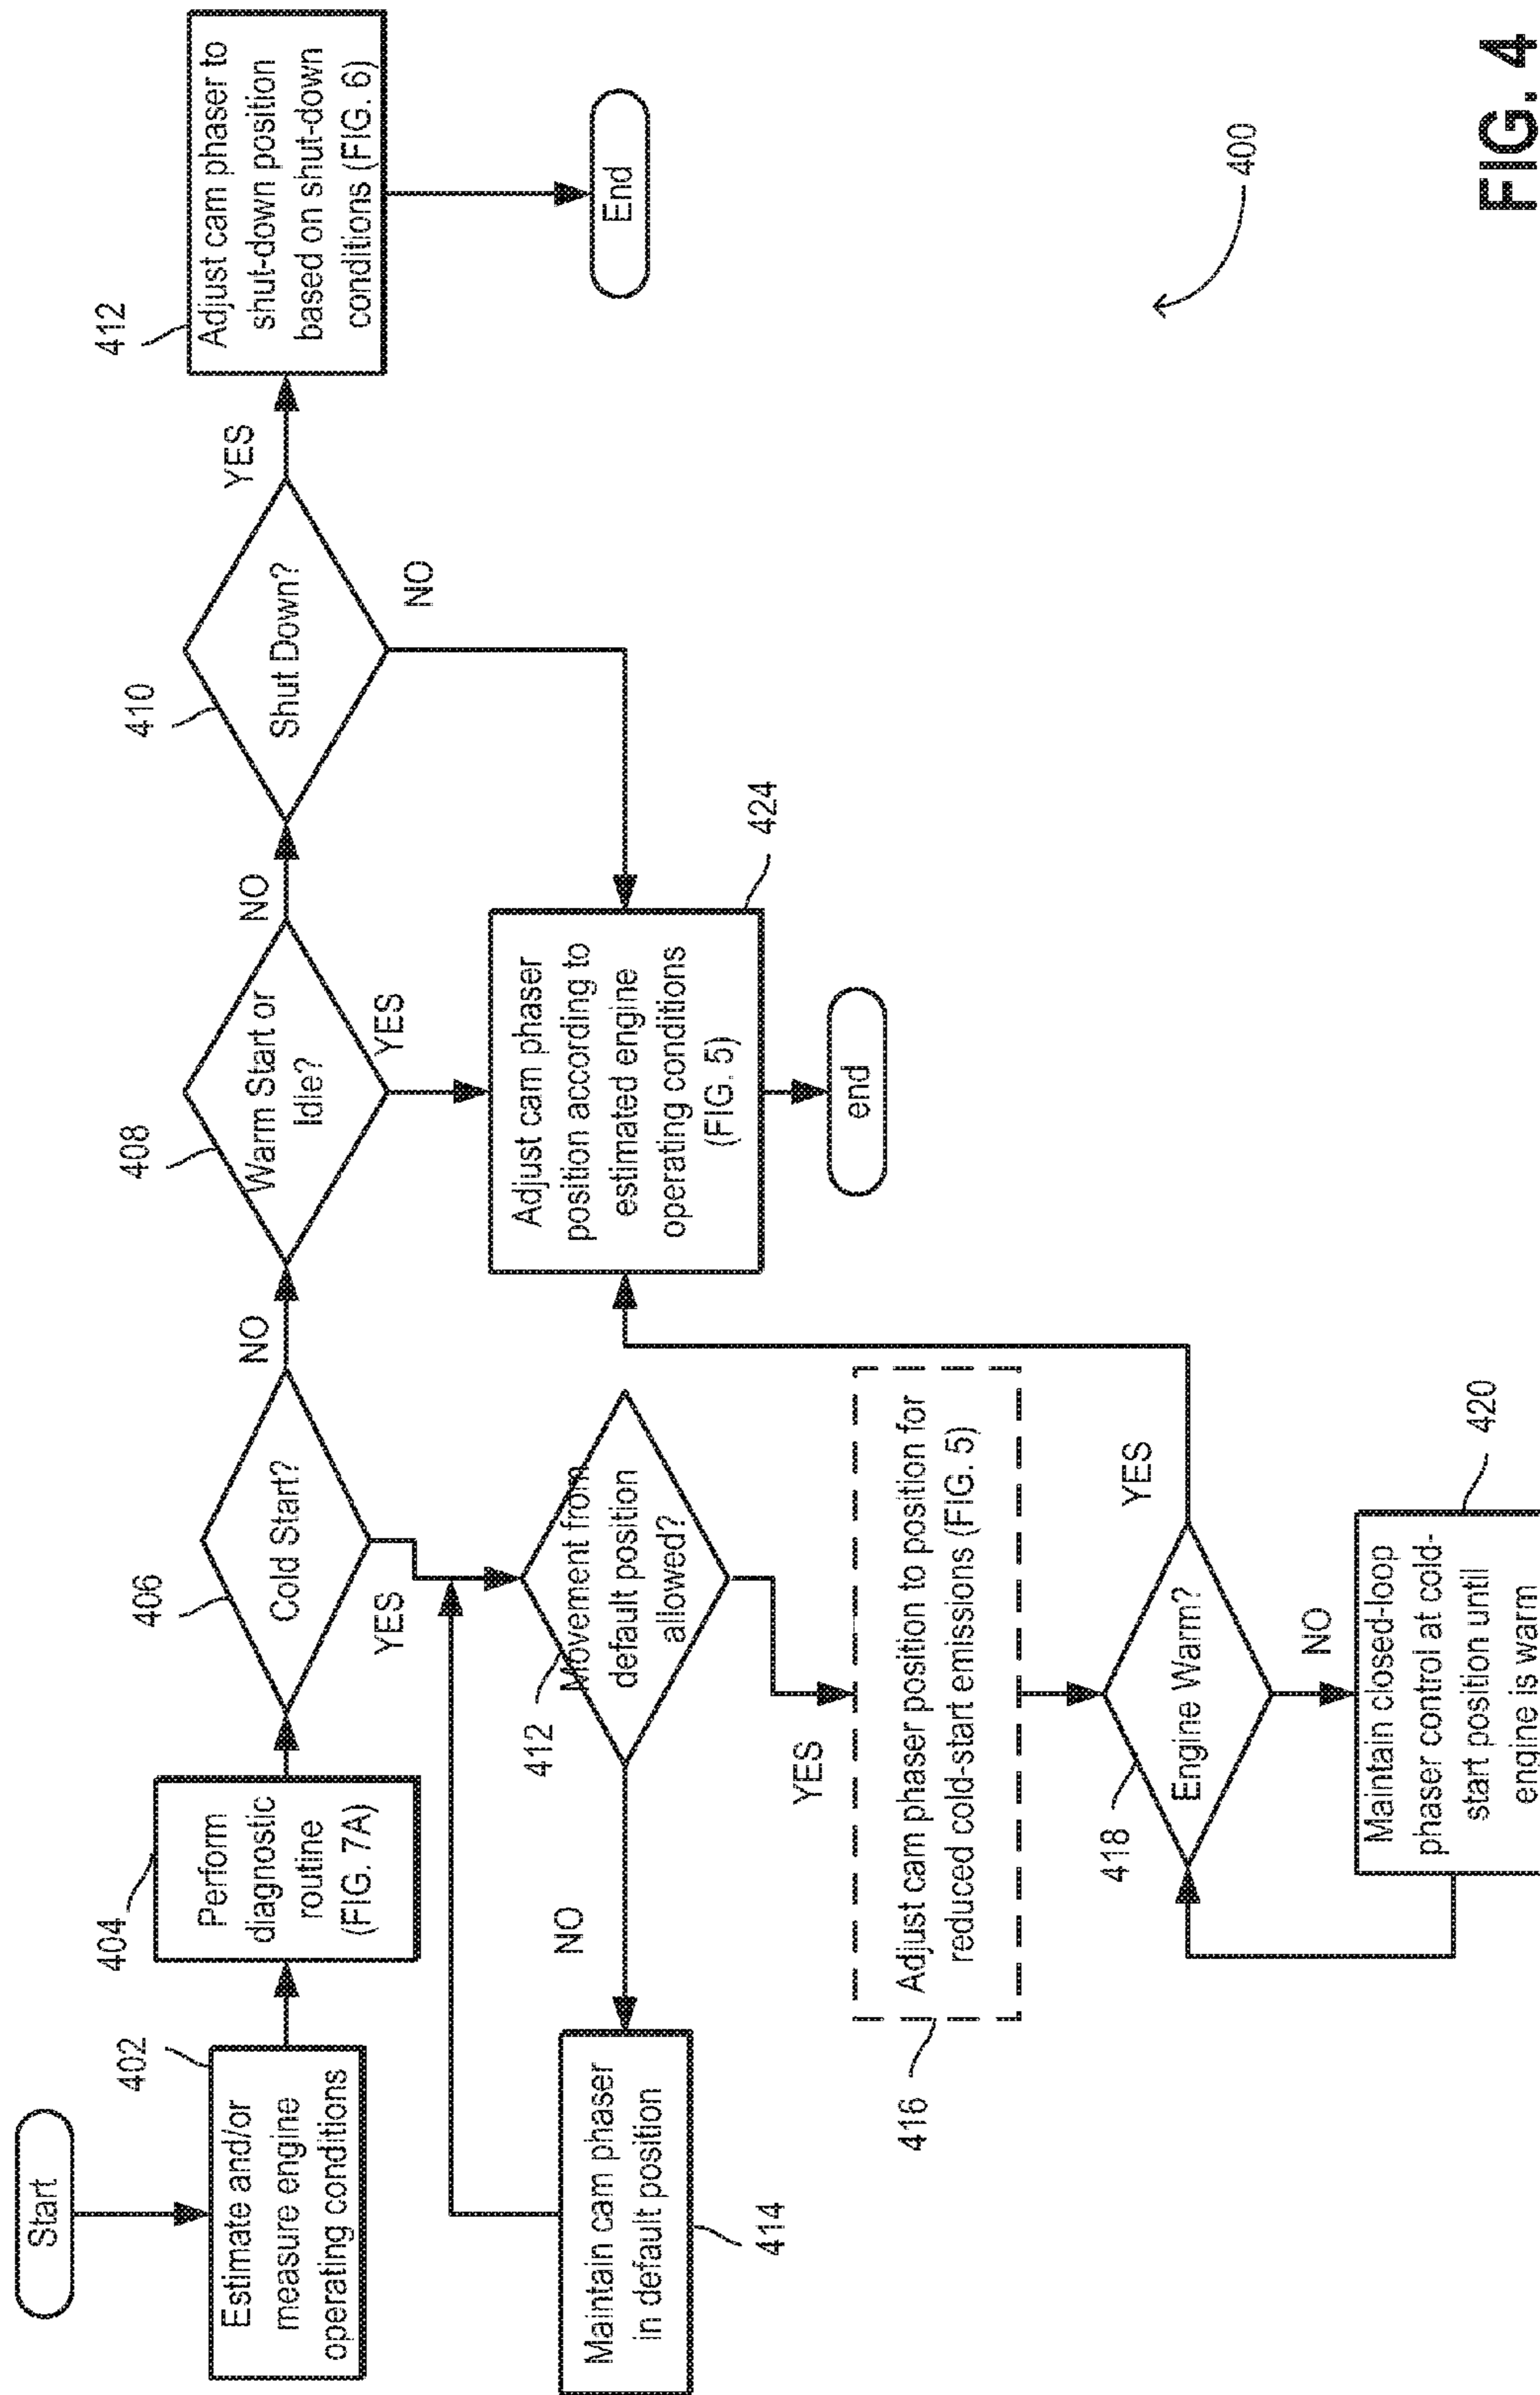 Start
402
Estimate and/or
measure engine
operating conditions
404
Perform
diagnostic
routine
(FIG. 7A)
406
Cold Start?
NO
YES
408
Warm Start or
Idle?
NO
YES
410
Shut Down?
YES
NO
412
Adjust cam phaser to
shut-down position
based on shut-down
conditions (FIG. 6)
End
412
Movement from
default position
allowed?
NO
YES
Maintain cam phaser
in default position
414
424
Adjust cam phaser
position according to
estimated engine
operating conditions
(FIG. 5)
end
416
Adjust cam phaser position to position for
reduced cold-start emissions (FIG. 5)
418
Engine Warm?
YES
NO
420
Maintain closed-loop
phaser control at cold-
start position until
engine is warm
400
FIG. 4